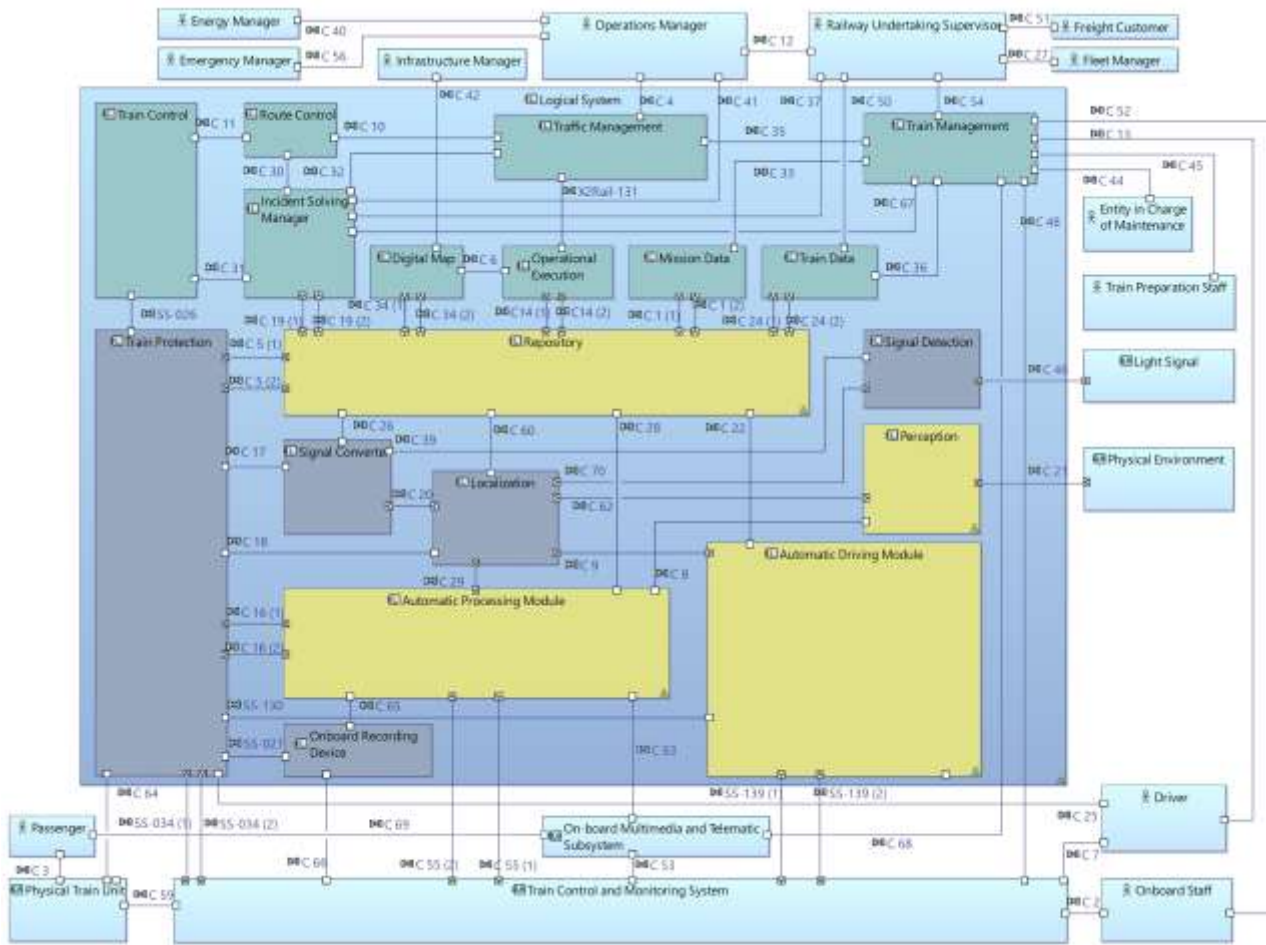 Energy Manager
C 40
Operations Manager
C 12
Railway Undertaking Supervisor
C 51
Freight Customer
Emergency Manager
C 56
Infrastructure Manager
C 27
Fleet Manager
C 42
Logical System
C 4
C 41
C 37
C 50
C 54
C 52
C 13
Train Control
C 11
Route Control
C 10
Traffic Management
C 35
Train Management
C 45
C 30
C 32
C 33
C 44
X2Rail-131
C 67
Incident Solving
Manager
Entity in Charge
of Maintenance
C 48
C 31
Digital Map
C 6
Operational
Execution
Mission Data
Train Data
C 36
Train Preparation Staff
SS-026
C 19 (1)
C 19 (2)
C 34 (1)
C 34 (2)
C14 (1)
C14 (2)
C 1 (1)
C 1 (2)
C 24 (1)
C 24 (2)
Train Protection
C 5 (1)
Repository
Signal Detection
Light Signal
C 5 (2)
C 26
C 39
C 60
C 28
C 22
Perception
C 17
Signal Converter
C 70
Localization
C 21
Physical Environment
C 20
C 62
C 18
C 9
C 8
Automatic Driving Module
C 29
Automatic Processing Module
C 16 (1)
C 16 (2)
C 65
SS-027
Onboard Recording
Device
C 63
C 64
SS-139 (1)
SS-139 (2)
Driver
C 25
Passenger
SS-034 (1)
SS-034 (2)
C 69
On-board Multimedia and Telematic
Subsystem
C 68
C 7
C 3
C 66
C 55 (2)
C 55 (1)
C 53
Physical Train Unit
C 59
Train Control and Monitoring System
C 2
Onboard Staff